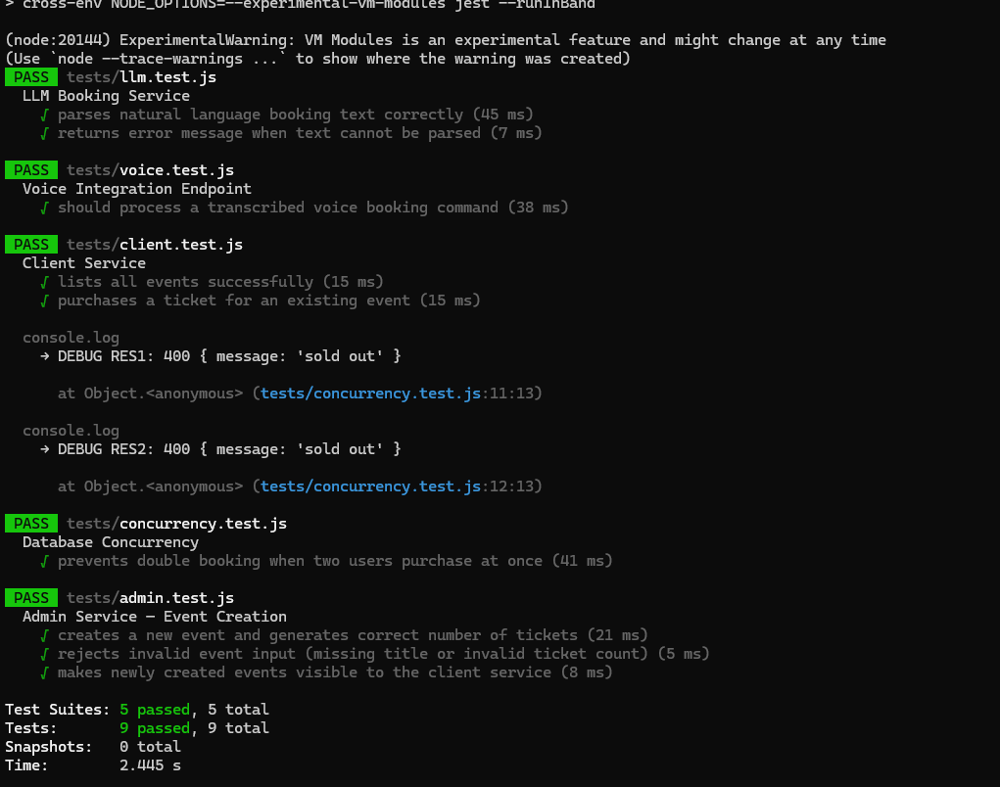 > cross-env NODE_OPTIONS=--experimental-vm-modules jest --runInBand
(node:20144) ExperimentalWarning: VM Modules is an experimental feature and might change at any time
(Use `node --trace-warnings ...` to show where the warning was created)
PASS tests/llm.test.js
LLM Booking Service
√ parses natural language booking text correctly (45 ms)
√ returns error message when text cannot be parsed (7 ms)
PASS tests/voice.test.js
Voice Integration Endpoint
√ should process a transcribed voice booking command (38 ms)
PASS tests/client.test.js
Client Service
√ lists all events successfully (15 ms)
√ purchases a ticket for an existing event (15 ms)
console.log
→ DEBUG RES1: 400 { message: 'sold out' }
at Object.<anonymous> (tests/concurrency.test.js:11:13)
console.log
→ DEBUG RES2: 400 { message: 'sold out' }
at Object.<anonymous> (tests/concurrency.test.js:12:13)
PASS tests/concurrency.test.js
Database Concurrency
√ prevents double booking when two users purchase at once (41 ms)
PASS tests/admin.test.js
Admin Service — Event Creation
√ creates a new event and generates correct number of tickets (21 ms)
√ rejects invalid event input (missing title or invalid ticket count) (5 ms)
√ makes newly created events visible to the client service (8 ms)
Test Suites: 5 passed, 5 total
Tests: 9 passed, 9 total
Snapshots: 0 total
Time: 2.445 s